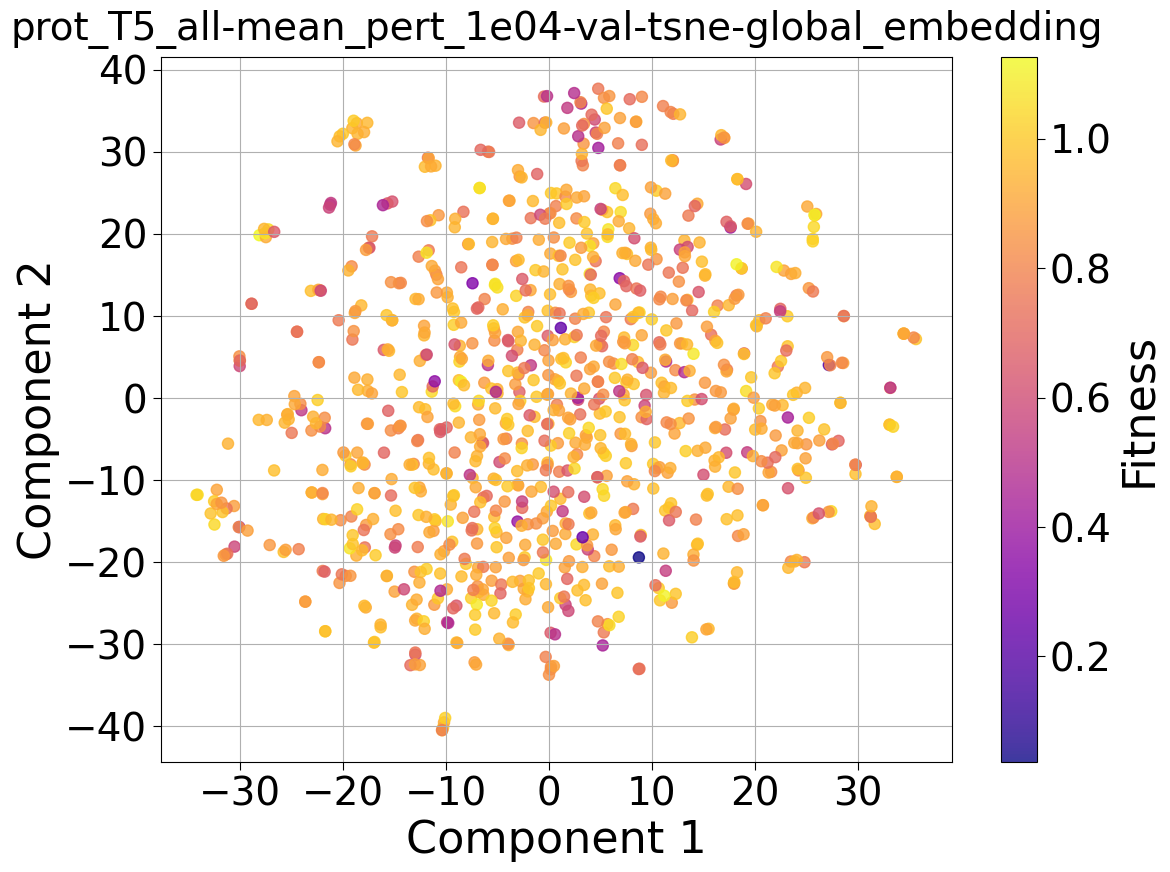 prot_T5_all-mean_pert_1e04-val-tsne-global_embedding
40
30
20
10
0
−10
−20
−30
−40
Component 2
−30 −20 −10 0 10 20 30
Component 1
1.0
0.8
0.6
0.4
0.2
Fitness